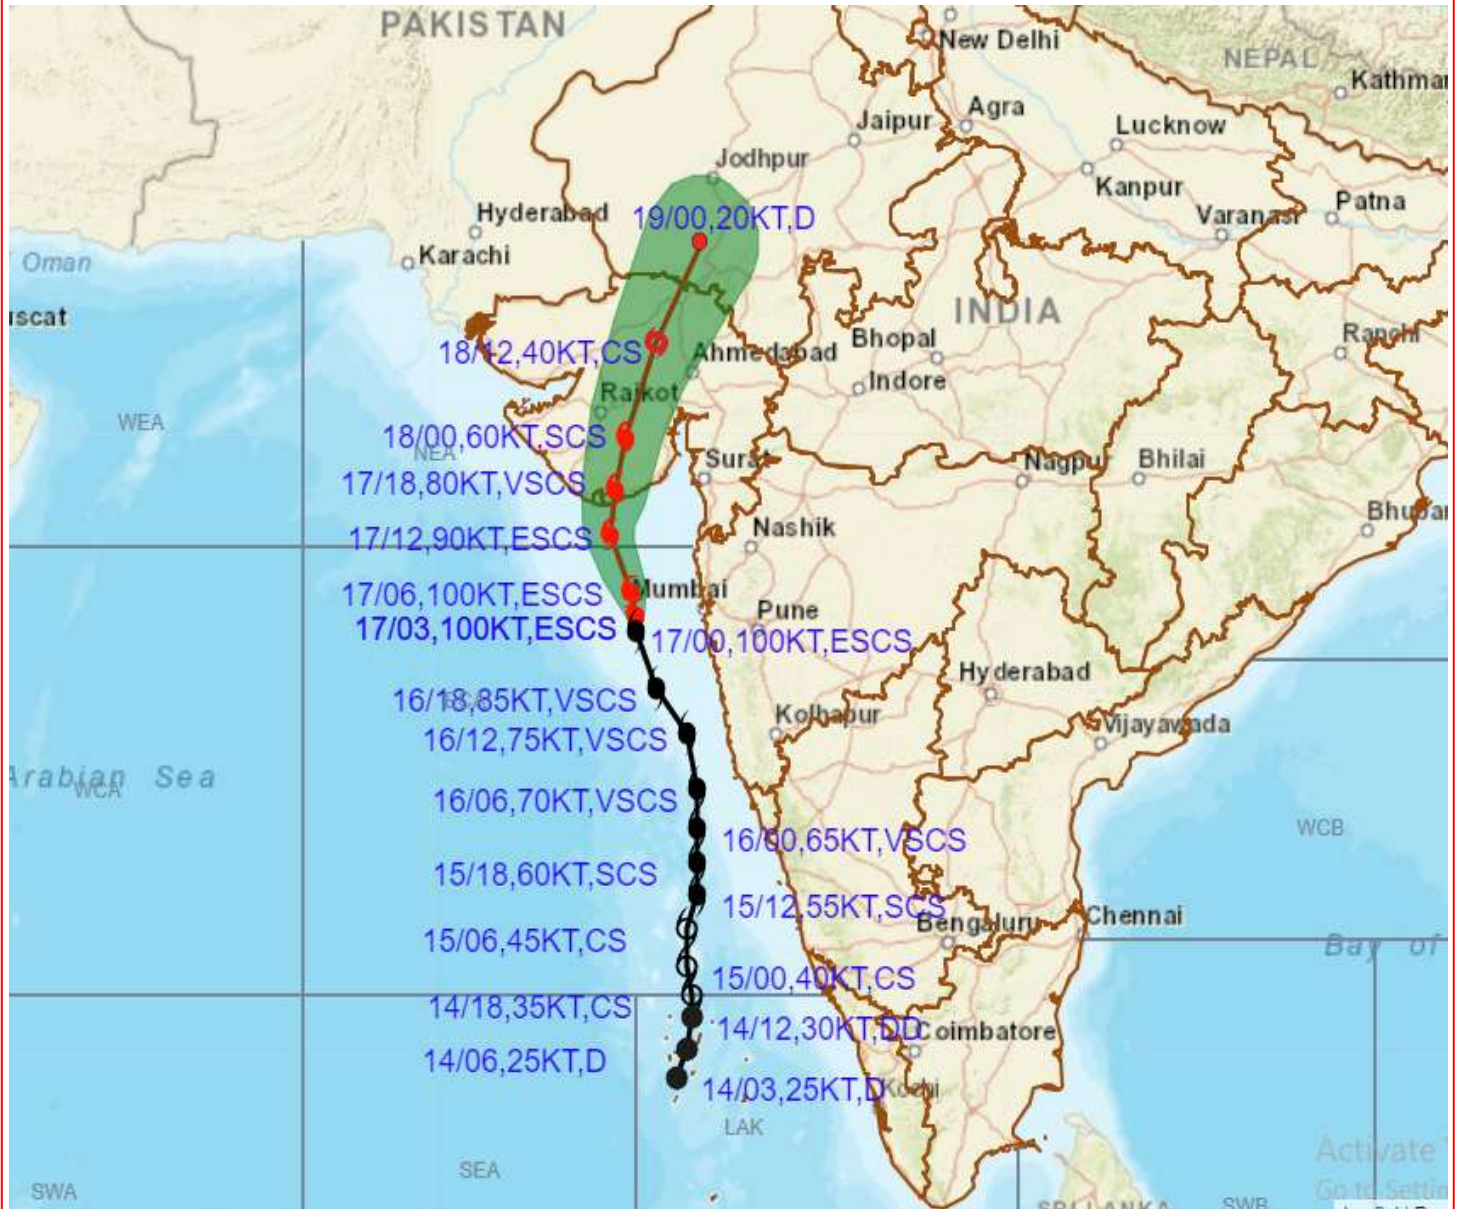 PAKISTAN
New Delhi
NEPAL
Agra
Jaipur
Lucknow
Jodhpur
Kanpur
Patna
Hyderabad
19/00,20KT,D
Karachi
Oman
INDIA
18/12,40KT,CS
Ahmedabad
Bhopal
Ranchi
Indore
Rajkot
WEA
18/00,60KT,SCS
NEA
Surat
Bhilai
17/18,80KT,VSCS
Nashik
17/12,90KT,ESCS
Mumbai
17/06,100KT,ESCS
Pune
17/03,100KT,ESCS
17/00,100KT,ESCS
Hyderabad
16/18,85KT,VSCS
Kolhapur
Vijayawada
16/12,75KT,VSCS
Arabian Sea
WCA
16/06,70KT,VSCS
WCB
16/00,65KT,VSCS
15/18,60KT,SCS
15/12,55KT,SCS
Chennai
Bengaluru
15/06,45KT,CS
Bay of
15/00,40KT,CS
14/18,35KT,CS
14/12,30KT,DD
Coimbatore
14/06,25KT,D
14/03,25KT,D
Kochi
LAK
Activate
SEA
SWA
SRI LANKA
SWB